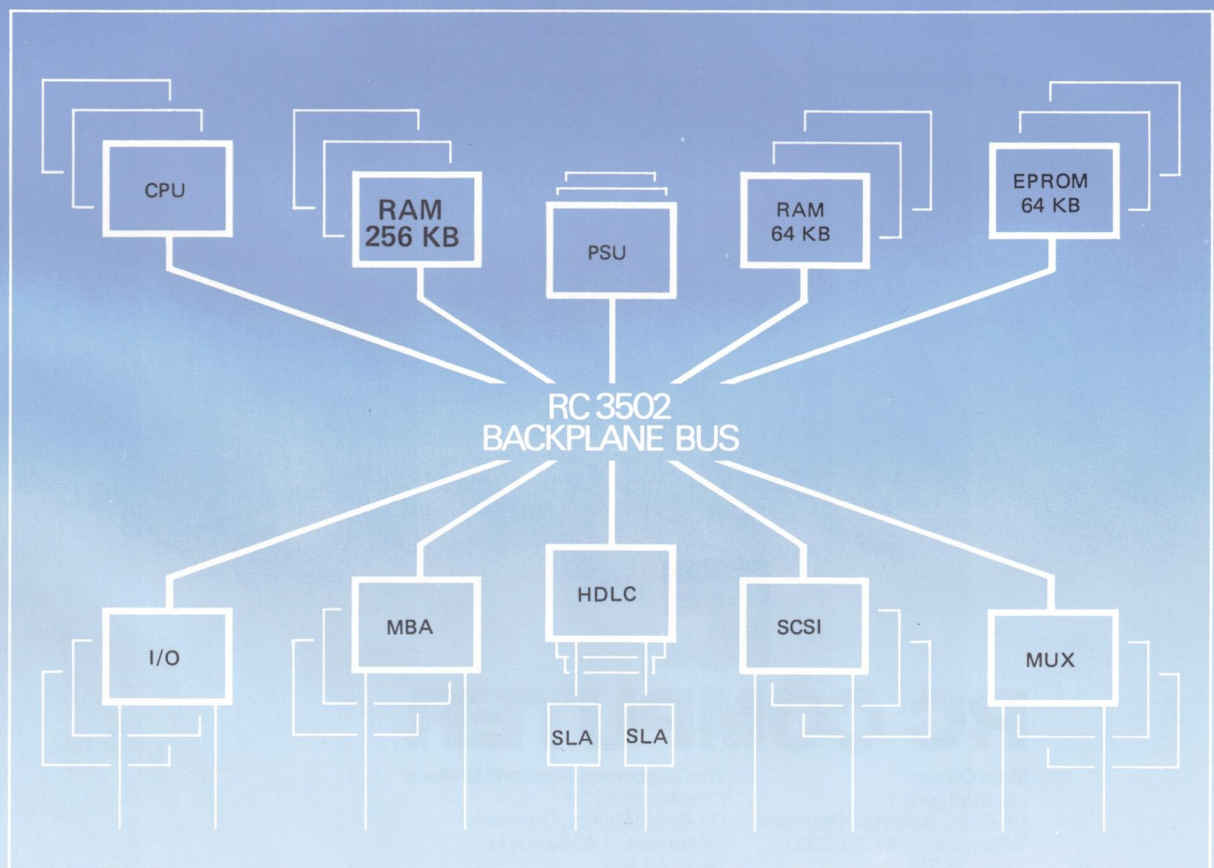 CPU
RAM
256 KB
PSU
RAM
64 KB
EPROM
64 KB
RC 3502
BACKPLANE BUS
I/O
MBA
HDLC
SCSI
MUX
SLA
SLA